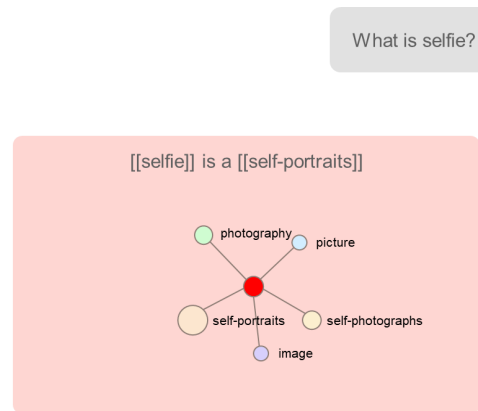 What is selfie?
[[selfie]] is a [[self-portraits]]
photography
picture
self-portraits
self-photographs
image